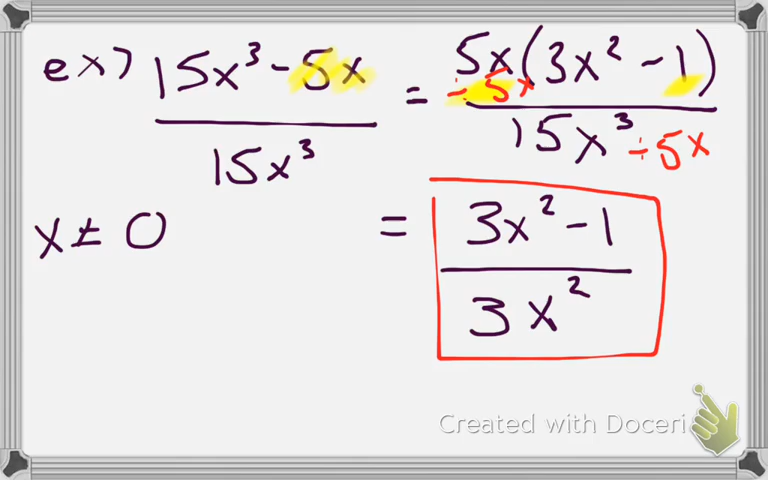 ex) 15x³ - 5x / 15x³ = 5x(3x² - 1) / 15x³
÷ 5x
÷ 5x
x ± 0
= 3x² - 1 / 3x²
Created with Doceri